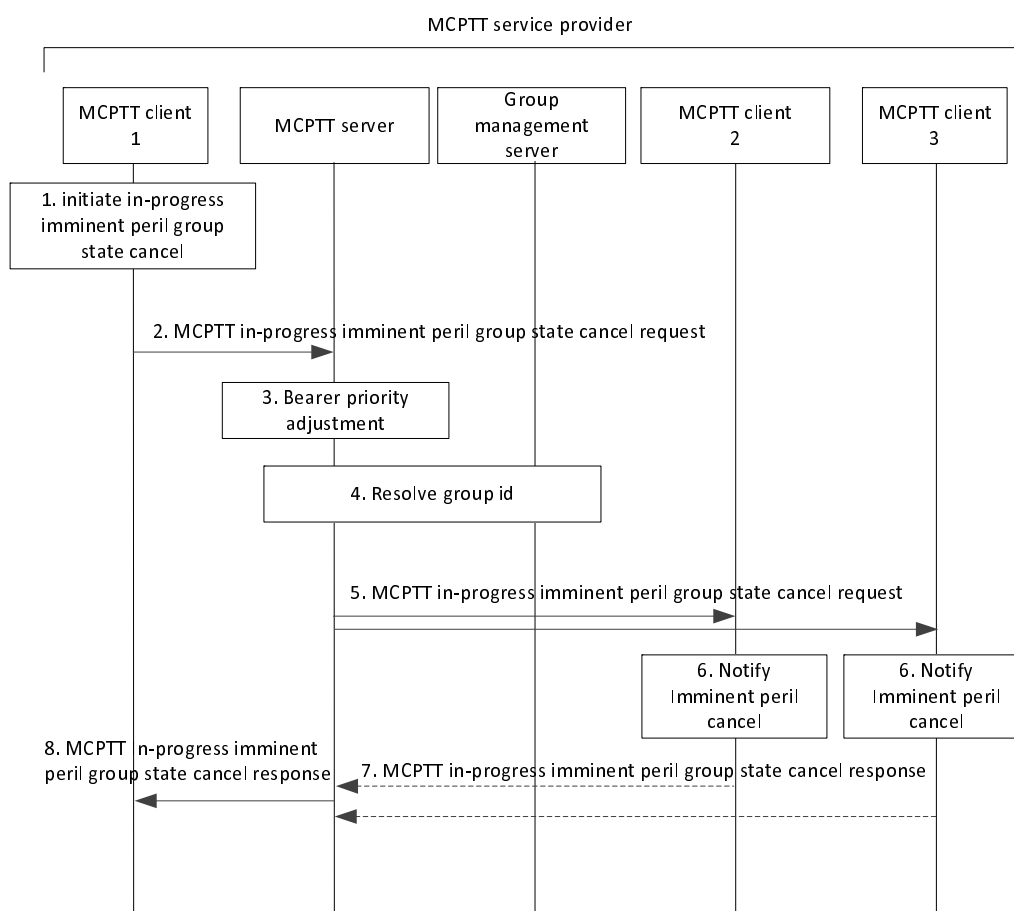 MCPTT service provider
MCPTT client
1
MCPTT server
Group
management
server
MCPTT client
2
MCPTT client
3
1. initiate in-progress
imminent peril group
state cancel
2. MCPTT in-progress imminent peril group state cancel request
3. Bearer priority
adjustment
4. Resolve group id
5. MCPTT in-progress imminent peril group state cancel request
6. Notify
Imminent peril
cancel
6. Notify
Imminent peril
cancel
8. MCPTT in-progress imminent
peril group state cancel response
7. MCPTT in-progress imminent peril group state cancel response